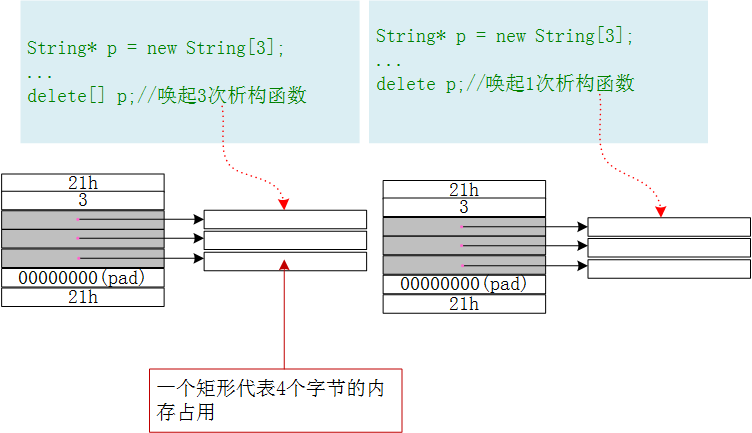 String* p = new String[3];
...
delete[] p;//唤起3次析构函数
String* p = new String[3];
...
delete p;//唤起1次析构函数
21h
3
00000000(pad)
21h
21h
3
00000000(pad)
21h
一个矩形代表4个字节的内
存占用